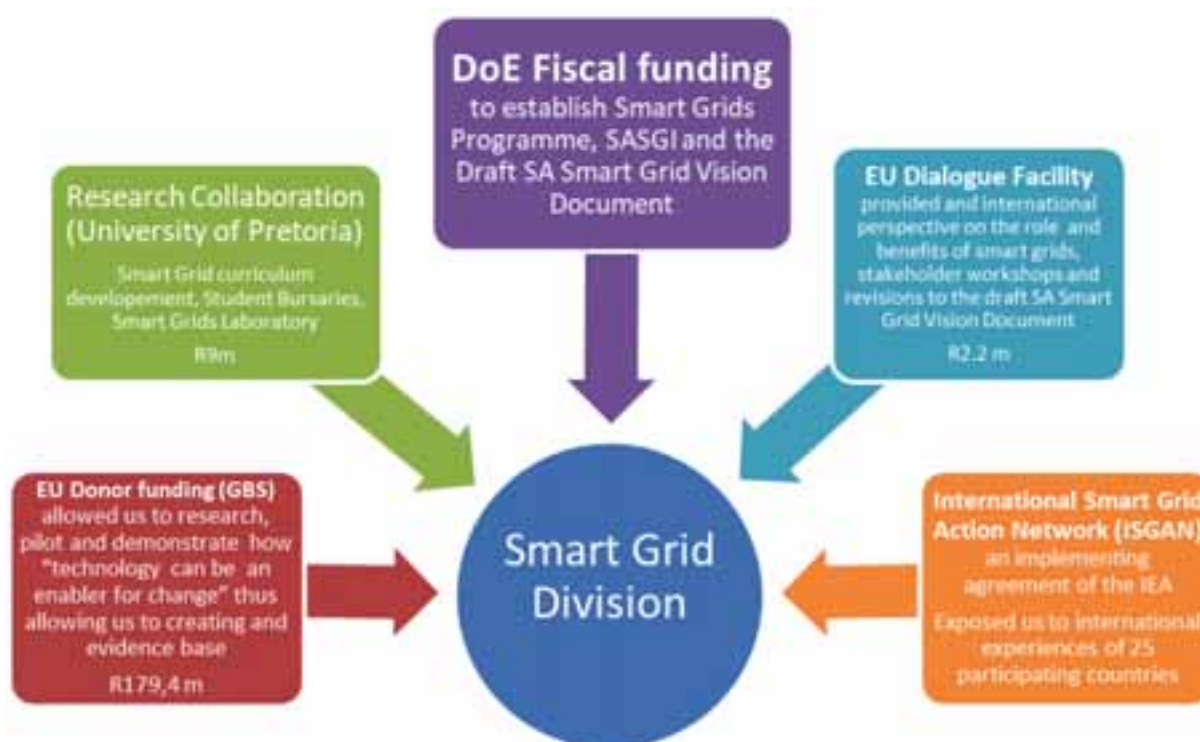 DoE Fiscal funding
to establish Smart Grids
Programme, SASGI and the
Draft SA Smart Grid Vision
Document
Research Collaboration
(University of Pretoria)
Smart Grid curriculum
developement, Student Bursaries,
Smart Grids Laboratory
R9m
EU Dialogue Facility
provided and international
perspective on the role and
benefits of smart grids,
stakeholder workshops and
revisions to the draft SA Smart
Grid Vision Document
R2.2 m
EU Donor funding (GBS)
allowed us to research,
pilot and demonstrate how
"technology can be an
enabler for change" thus
allowing us to creating and
evidence base
R179,4 m
Smart Grid
Division
International Smart Grid
Action Network (ISGAN)
an implementing
agreement of the IEA
Exposed us to international
experiences of 25
participating countries